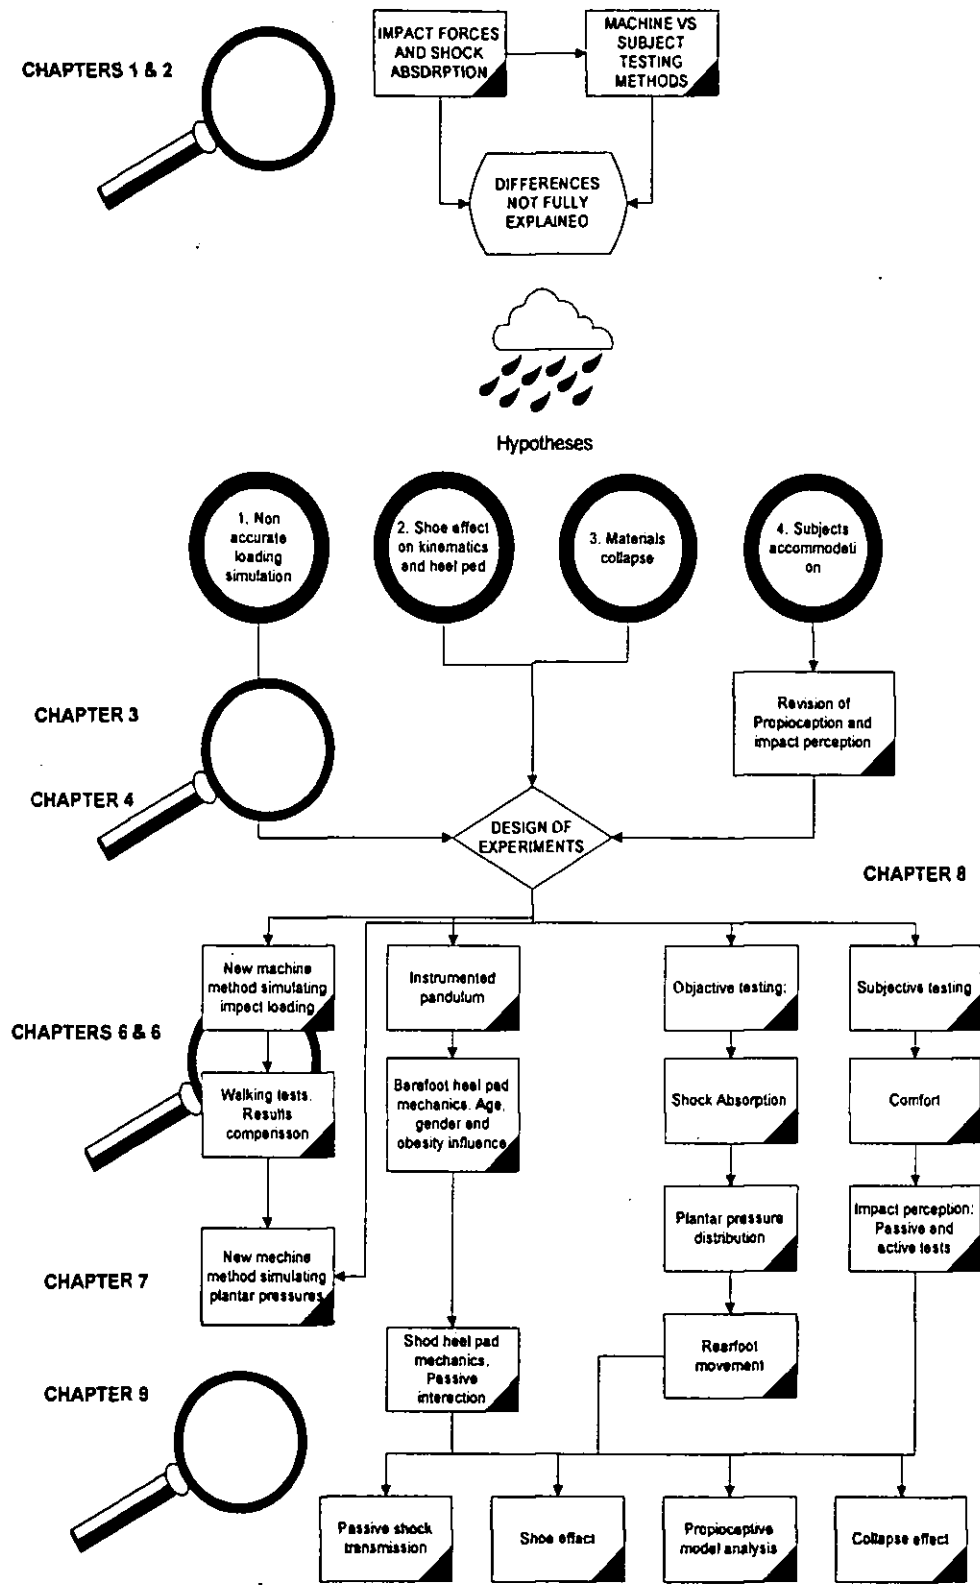 CHAPTERS 1 & 2
IMPACT FORCES
AND SHOCK
ABSDRPTION
MACHINE VS
SUBJECT
TESTING
METHODS
DIFFERENCES
NOT FULLY
EXPLAINED
Hypotheses
1. Non
accurate
loading
simulation
2. Shoe effect
on kinematics
and heel ped
3. Materials
collapse
4. Subjects
accommodati
on
CHAPTER 3
Revision of
Propioception and
impact perception
CHAPTER 4
DESIGN OF
EXPERIMENTS
CHAPTER 8
New machine
method simulating
impect loading
Instrumented
pandulum
Objactive testing:
Subjective testing
CHAPTERS 6 & 6
Walking tests.
Results
comparisson
Barefoot heel pad
mechanics. Age,
gender and
obesity influence
Shock Absorption
Comfort
Plantar pressure
distribution
Impact perception:
Passive and
active tests
CHAPTER 7
New mechine
method simulating
plantar pressures
Shod heel pad
mechanics,
Passive
interection
Rearfoot
movement
CHAPTER 9
Passive shock
transmission
Shoe effect
Propioceptive
model analysis
Collapse effect